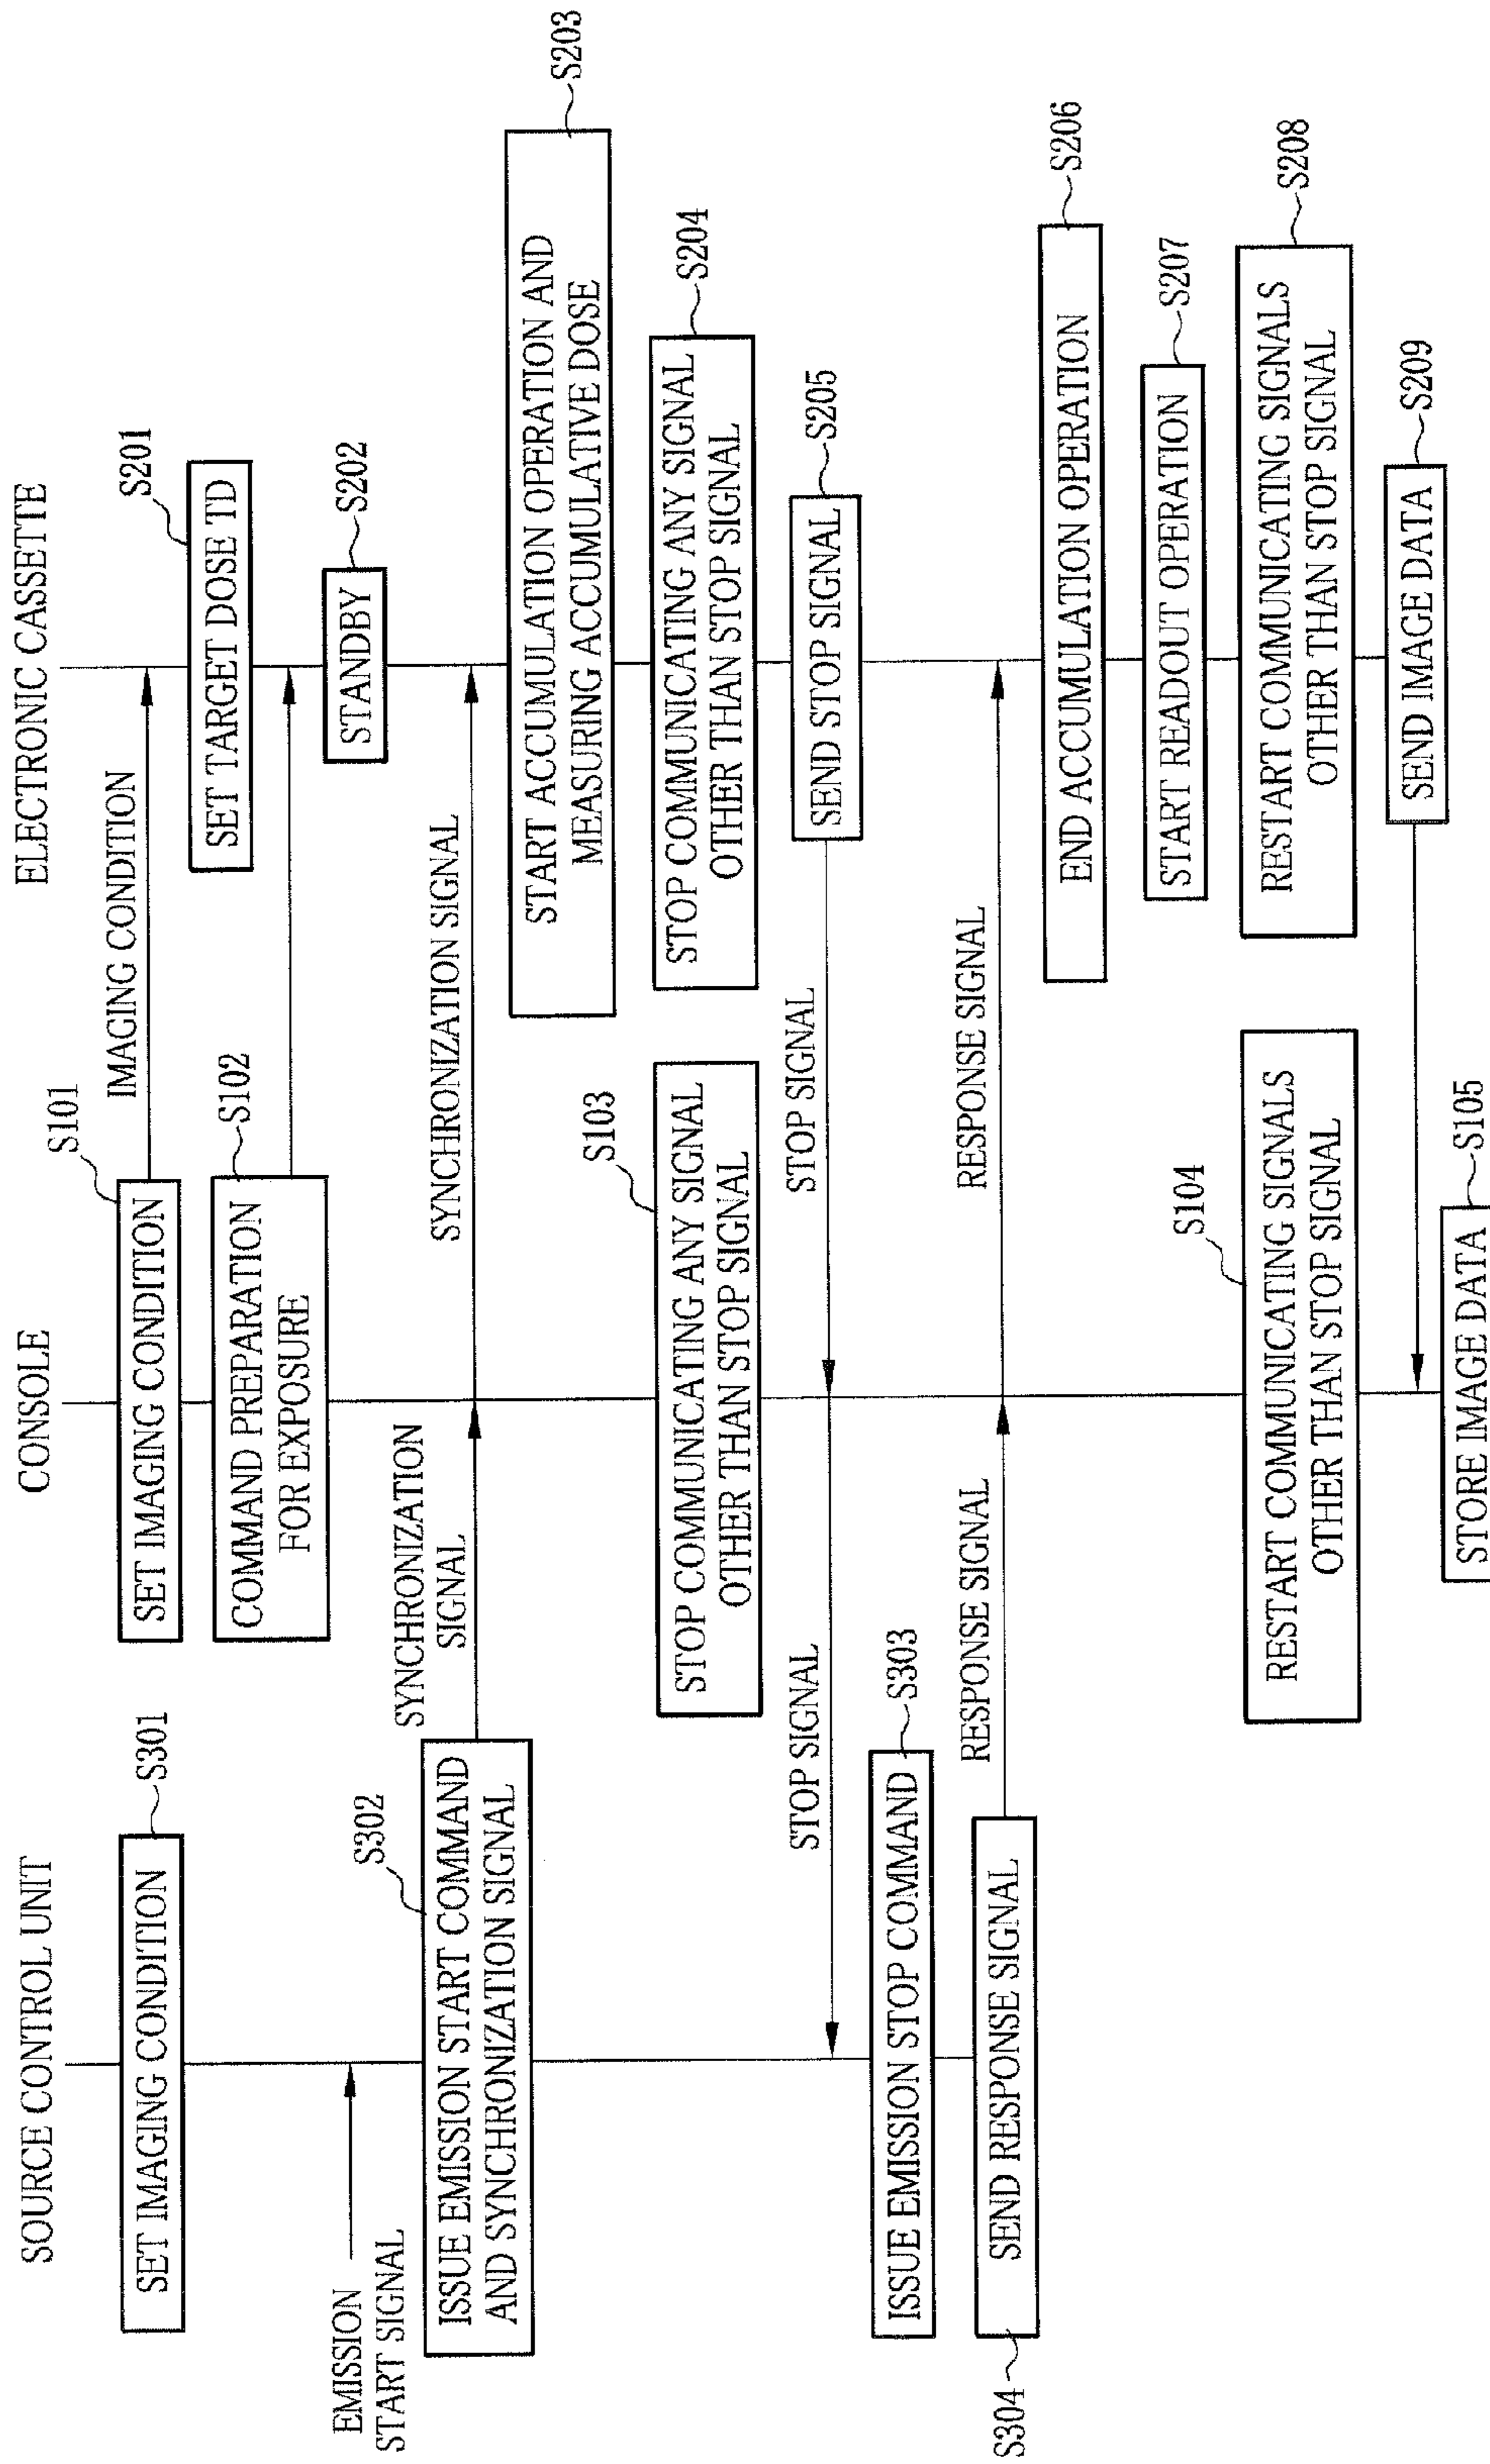 SOURCE CONTROL UNIT
CONSOLE
ELECTRONIC CASSETTE
SET IMAGING CONDITION
S301
SET IMAGING CONDITION
S101
IMAGING CONDITION
SET TARGET DOSE TD
S201
COMMAND PREPARATION
FOR EXPOSURE
S102
STANDBY
S202
EMISSION
START SIGNAL
ISSUE EMISSION START COMMAND
AND SYNCHRONIZATION SIGNAL
S302
SYNCHRONIZATION
SIGNAL
SYNCHRONIZATION SIGNAL
START ACCUMULATION OPERATION AND
MEASURING ACCUMULATIVE DOSE
S203
STOP COMMUNICATING ANY SIGNAL
OTHER THAN STOP SIGNAL
S103
STOP COMMUNICATING ANY SIGNAL
OTHER THAN STOP SIGNAL
S204
SEND STOP SIGNAL
S205
STOP SIGNAL
STOP SIGNAL
ISSUE EMISSION STOP COMMAND
S303
SEND RESPONSE SIGNAL
S304
RESPONSE SIGNAL
RESPONSE SIGNAL
END ACCUMULATION OPERATION
S206
START READOUT OPERATION
S207
RESTART COMMUNICATING SIGNALS
OTHER THAN STOP SIGNAL
S104
RESTART COMMUNICATING SIGNALS
OTHER THAN STOP SIGNAL
S208
SEND IMAGE DATA
S209
STORE IMAGE DATA
S105